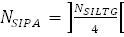 N_SIPA = ]N_SILTG/4[